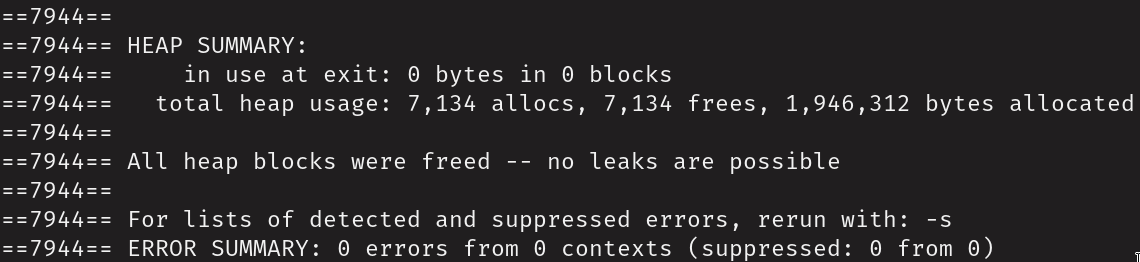 ==7944==
==7944== HEAP SUMMARY:
==7944==     in use at exit: 0 bytes in 0 blocks
==7944==   total heap usage: 7,134 allocs, 7,134 frees, 1,946,312 bytes allocated
==7944==
==7944== All heap blocks were freed -- no leaks are possible
==7944==
==7944== For lists of detected and suppressed errors, rerun with: -s
==7944== ERROR SUMMARY: 0 errors from 0 contexts (suppressed: 0 from 0)